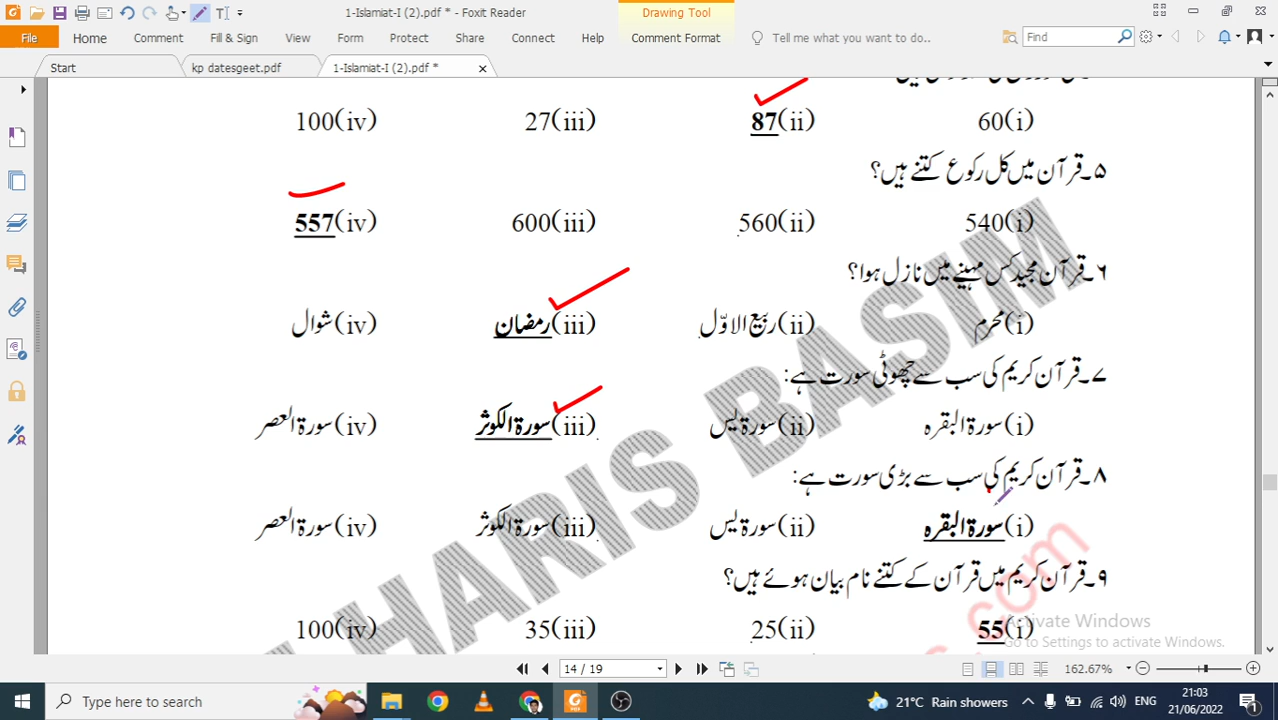 1-Islamiat-I (2).pdf * - Foxit Reader
Drawing Tool
File Home Comment Fill & Sign View Form Protect Share Connect Help Comment Format Tell me what you want to do.. Find
Start kp datesgeet.pdf 1-Islamiat-I (2).pdf *
60(i) 87(ii) 27(iii) 100(iv)
۵۔قرآن میں کل رکوع کتنے ہیں؟
540(i) 560(ii) 600(iii) 557(iv)
۶۔قرآن مجید کس مہینے میں نازل ہوا؟
(i)محرم (ii)ربیع الاوّل (iii)رمضان (iv)شوال
۷۔قرآن کریم کی سب سے چھوٹی سورت ہے:
(i)سورۃ البقرہ (ii)سورۃ یٰس (iii)سورۃ الکوثر (iv)سورۃ العصر
۸۔قرآن کریم کی سب سے بڑی سورت ہے:
(i)سورۃ البقرہ (ii)سورۃ یٰس (iii)سورۃ الکوثر (iv)سورۃ العصر
۹۔قرآن کریم میں قرآن کے کتنے نام بیان ہوئے ہیں؟
55(i) 25(ii) 35(iii) 100(iv)
HARIS BASIM
.com
Activate Windows
Go to Settings to activate Windows.
14 / 19 162.67%
Type here to search 21°C Rain showers ENG 21:03
21/06/2022 1